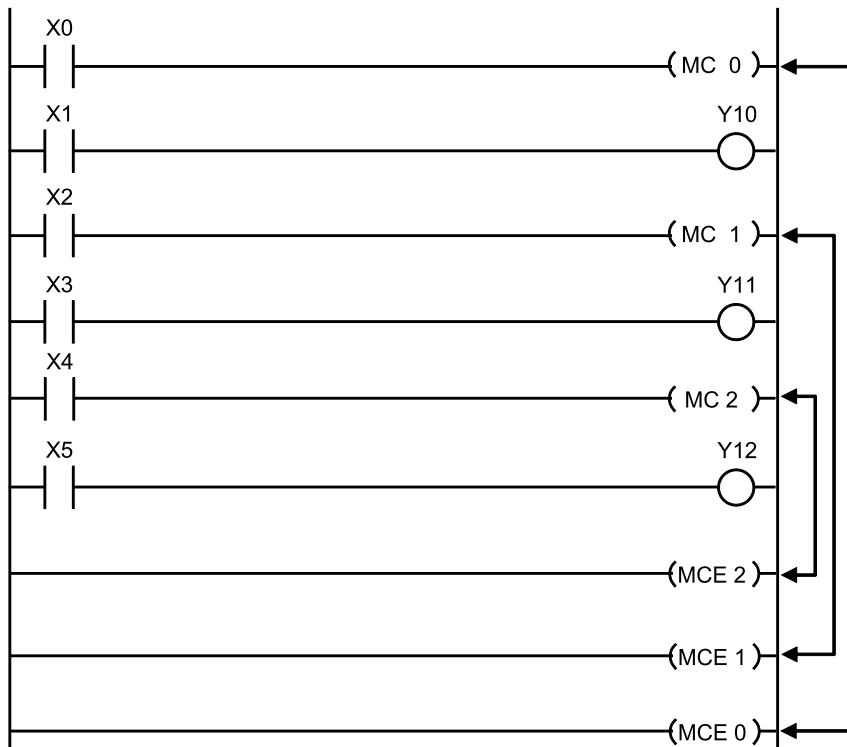 X0
(MC 0)
X1
Y10
X2
(MC 1)
X3
Y11
X4
(MC 2)
X5
Y12
(MCE 2)
(MCE 1)
(MCE 0)